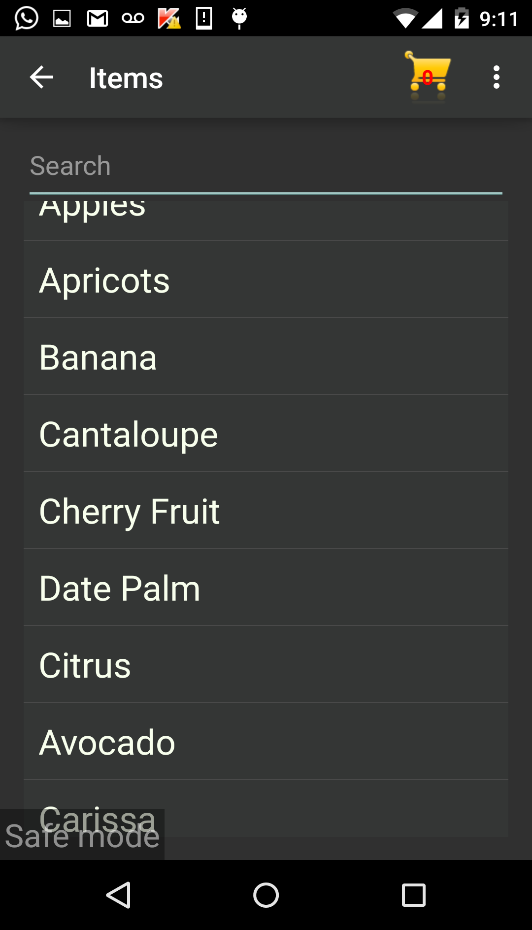 9:11
Items
0
Search
Apples
Apricots
Banana
Cantaloupe
Cherry Fruit
Date Palm
Citrus
Avocado
Carissa
Safe mode